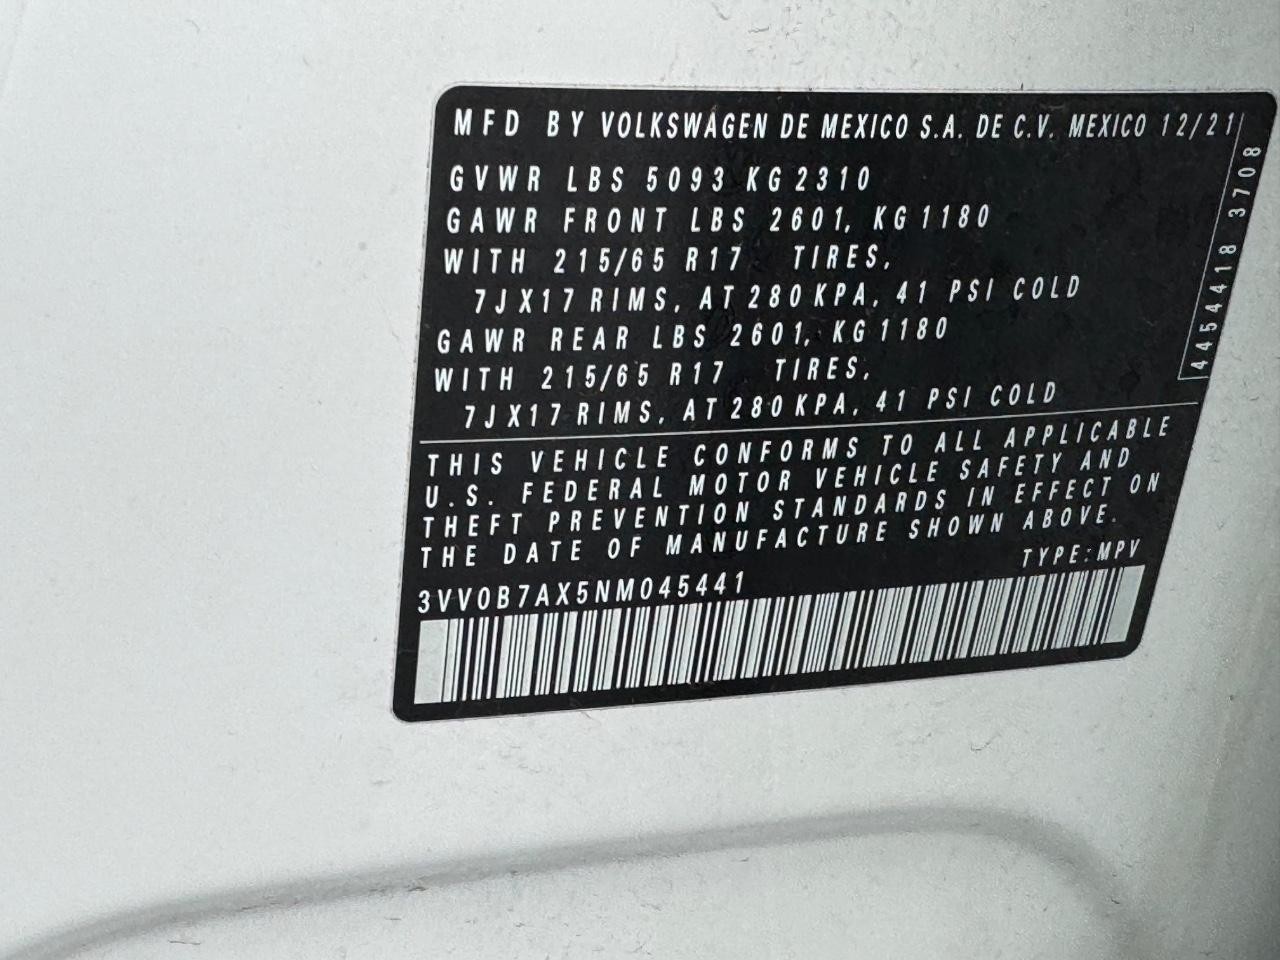 MFD BY VOLKSWAGEN DE MEXICO S.A. DE C.V. MEXICO 12/21
GVWR LBS 5093 KG 2310
GAWR FRONT LBS 2601, KG 1180
WITH 215/65 R17 TIRES,
7JX17 RIMS, AT 280 KPA, 41 PSI COLD
GAWR REAR LBS 2601, KG 1180
WITH 215/65 R17 TIRES,
7JX17 RIMS, AT 280 KPA, 41 PSI COLD
4454418 3708
THIS VEHICLE CONFORMS TO ALL APPLICABLE
U.S. FEDERAL MOTOR VEHICLE SAFETY AND
THEFT PREVENTION STANDARDS IN EFFECT ON
THE DATE OF MANUFACTURE SHOWN ABOVE.
TYPE: MPV
3VV0B7AX5NM045441